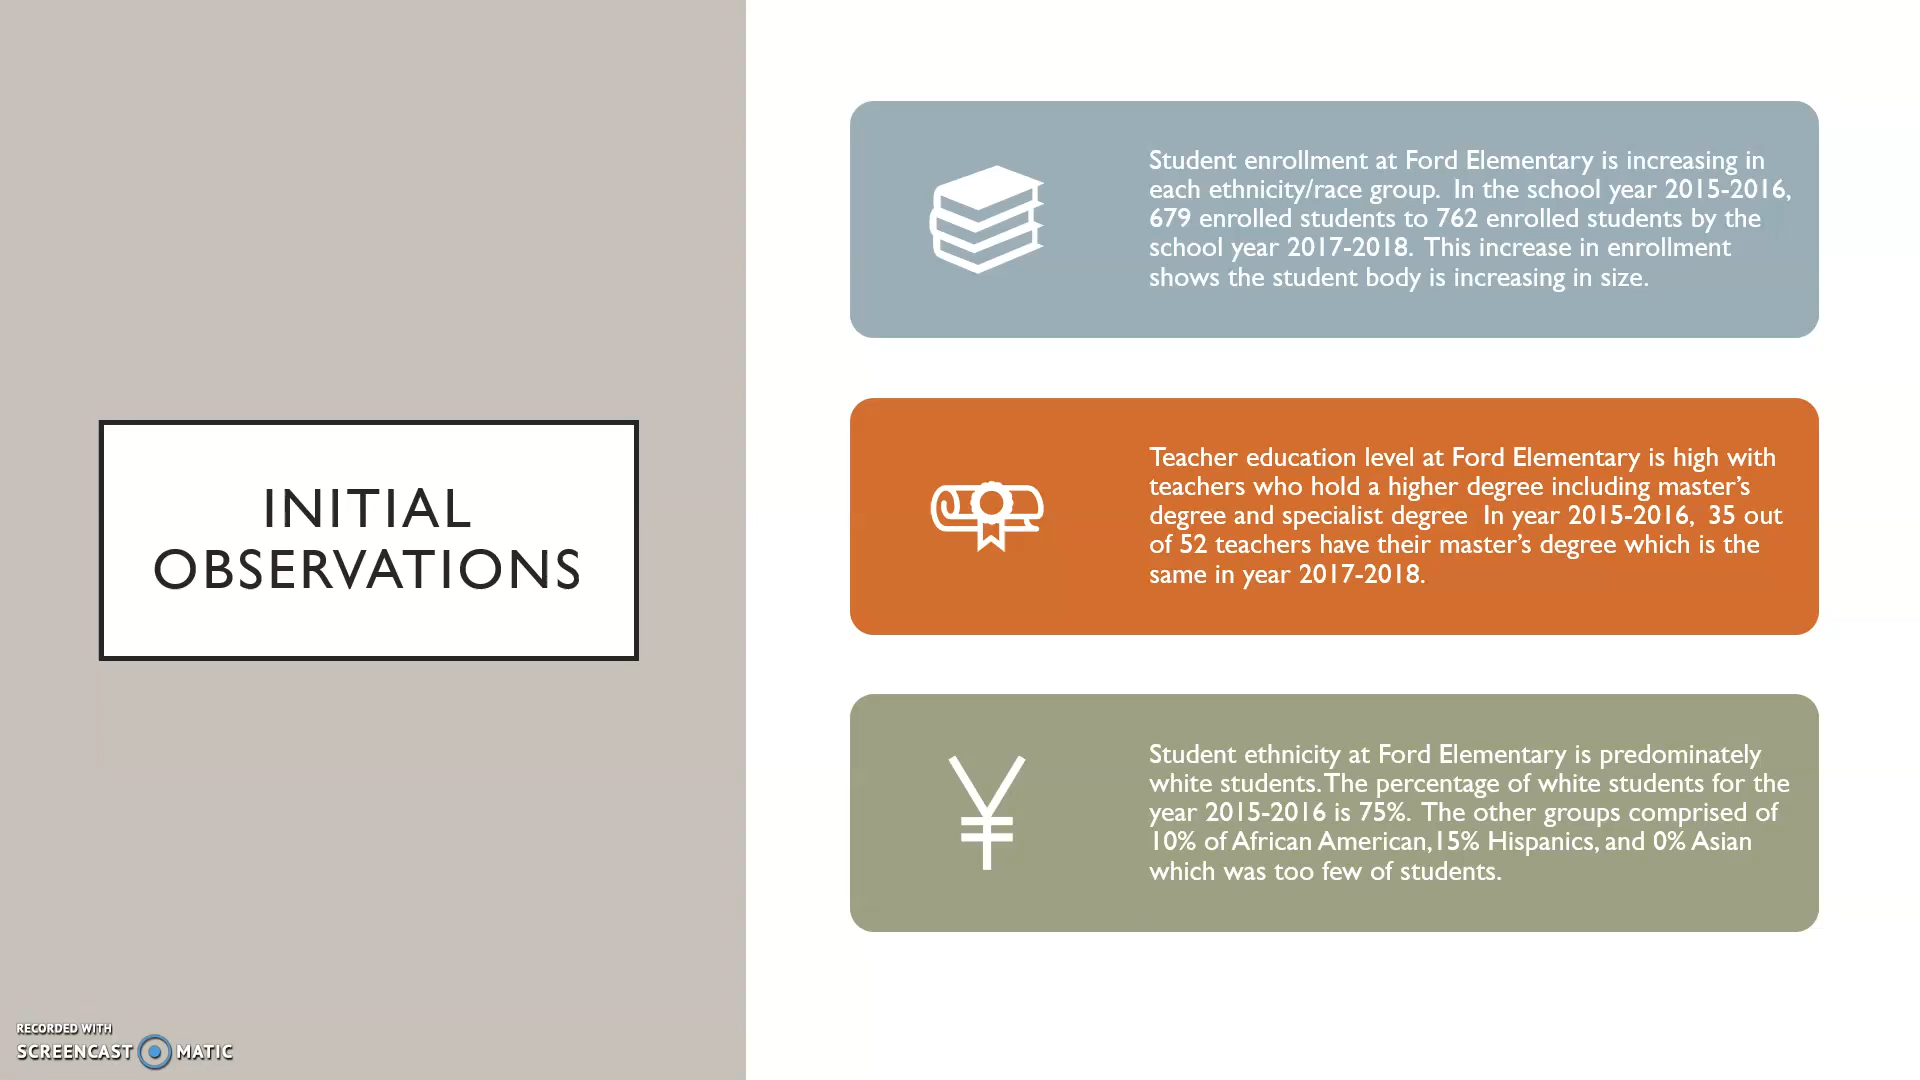 INITIAL
OBSERVATIONS
Student enrollment at Ford Elementary is increasing in
each ethnicity/race group.  In the school year 2015-2016,
679 enrolled students to 762 enrolled students by the
school year 2017-2018.  This increase in enrollment
shows the student body is increasing in size.
Teacher education level at Ford Elementary is high with
teachers who hold a higher degree including master’s
degree and specialist degree  In year 2015-2016,  35 out
of 52 teachers have their master’s degree which is the
same in year 2017-2018.
Student ethnicity at Ford Elementary is predominately
white students. The percentage of white students for the
year 2015-2016 is 75%.  The other groups comprised of
10% of African American, 15% Hispanics, and 0% Asian
which was too few of students.
RECORDED WITH
SCREENCAST MATIC